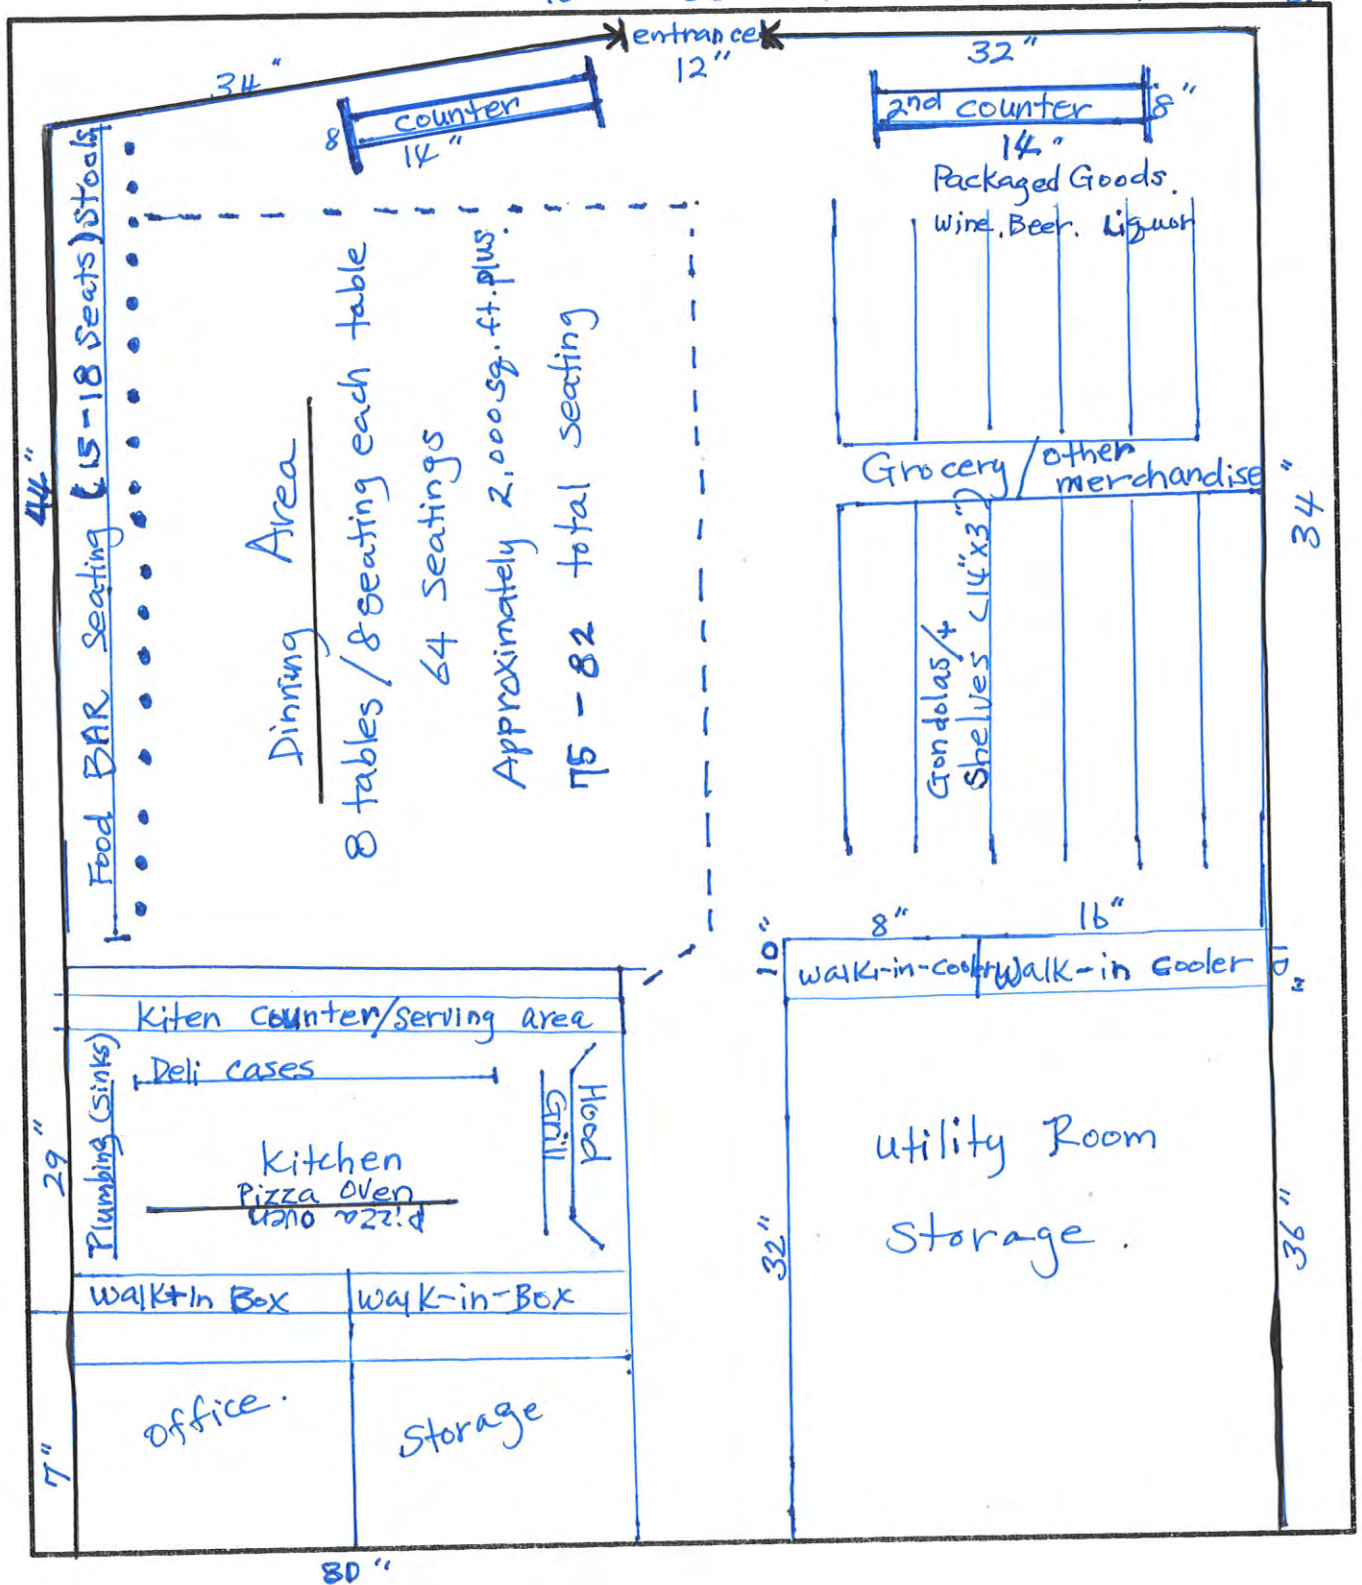 entrance
12"
34"
32"
counter
8
14"
2nd counter
8"
14"
Packaged Goods.
Wine. Beer. Liquor
Food BAR Seating (15-18 Seats) Stools
44"
Dinning Area
8 tables / 8 seating each table
64 Seatings
Approximately 2,000 sq. ft. plus.
75 - 82 total seating
Grocery / other
merchandise
34"
Gondolas/+
Shelves (14"x3")
8"
16"
10"
walk-in-cooler
Walk-in Cooler
10"
Kiten counter/serving area
Plumbing (sinks)
Deli cases
Grill
Hood
29"
Kitchen
Pizza Oven
Pizza oven
Walk+In Box
Walk-in-Box
utility Room
Storage.
32"
36"
office.
Storage
7"
80"